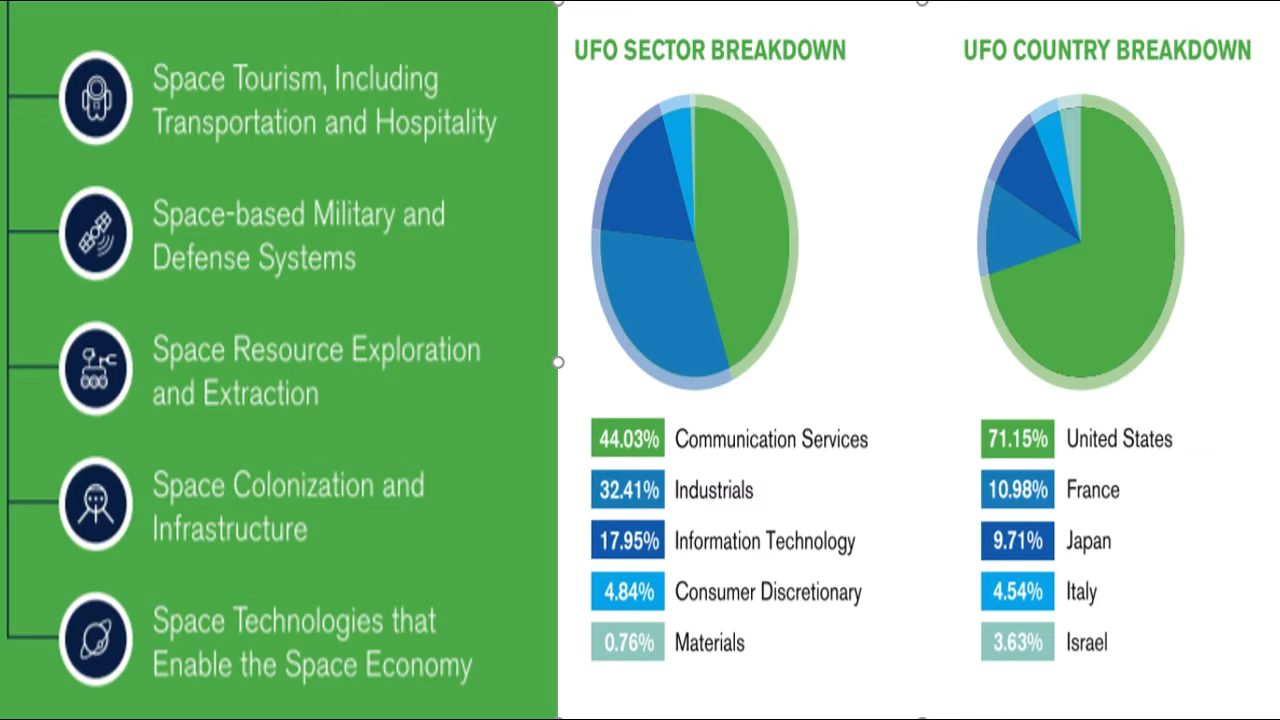 Space Tourism, Including
Transportation and Hospitality
Space-based Military and
Defense Systems
Space Resource Exploration
and Extraction
Space Colonization and
Infrastructure
Space Technologies that
Enable the Space Economy
UFO SECTOR BREAKDOWN
44.03% Communication Services
32.41% Industrials
17.95% Information Technology
4.84% Consumer Discretionary
0.76% Materials
UFO COUNTRY BREAKDOWN
71.15% United States
10.98% France
9.71% Japan
4.54% Italy
3.63% Israel